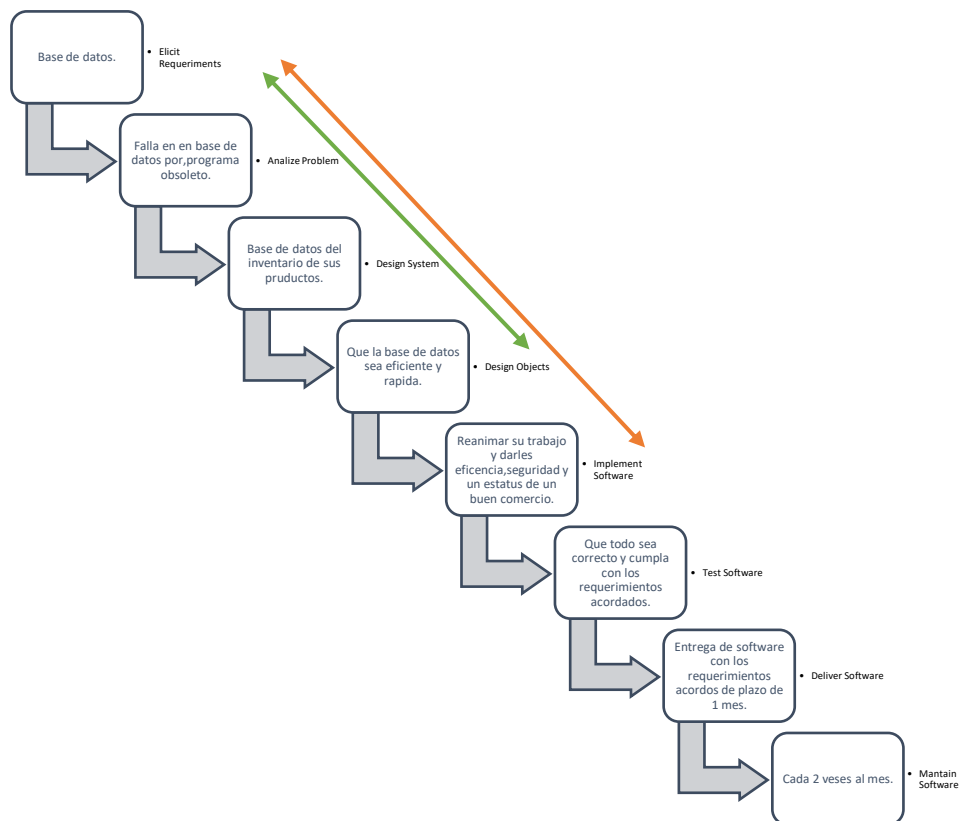 Base de datos.
• Elicit
Requeriments
Falla en en base de
datos por,programa
obsoleto.
• Analize Problem
Base de datos del
inventario de sus
pruductos.
• Design System
Que la base de datos
sea eficiente y
rapida.
• Design Objects
Reanimar su trabajo
y darles
eficencia,seguridad y
un estatus de un
buen comercio.
• Implement
Software
Que todo sea
correcto y cumpla
con los
requerimientos
acordados.
• Test Software
Entrega de software
con los
requerimientos
acordos de plazo de
1 mes.
• Deliver Software
Cada 2 veses al mes.
• Mantain
Software